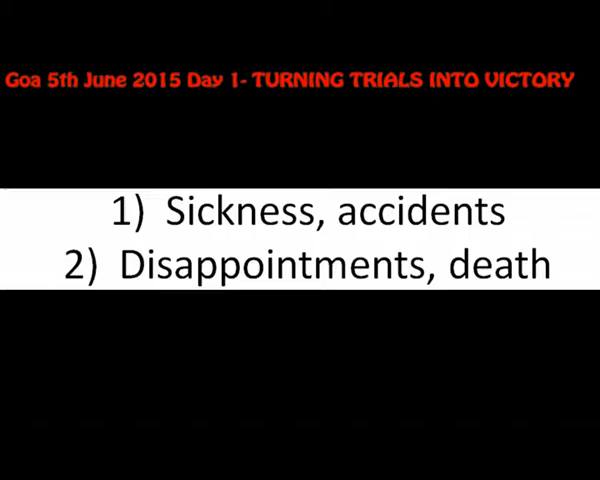 Goa 5th June 2015 Day 1- TURNING TRIALS INTO VICTORY
1) Sickness, accidents
2) Disappointments, death